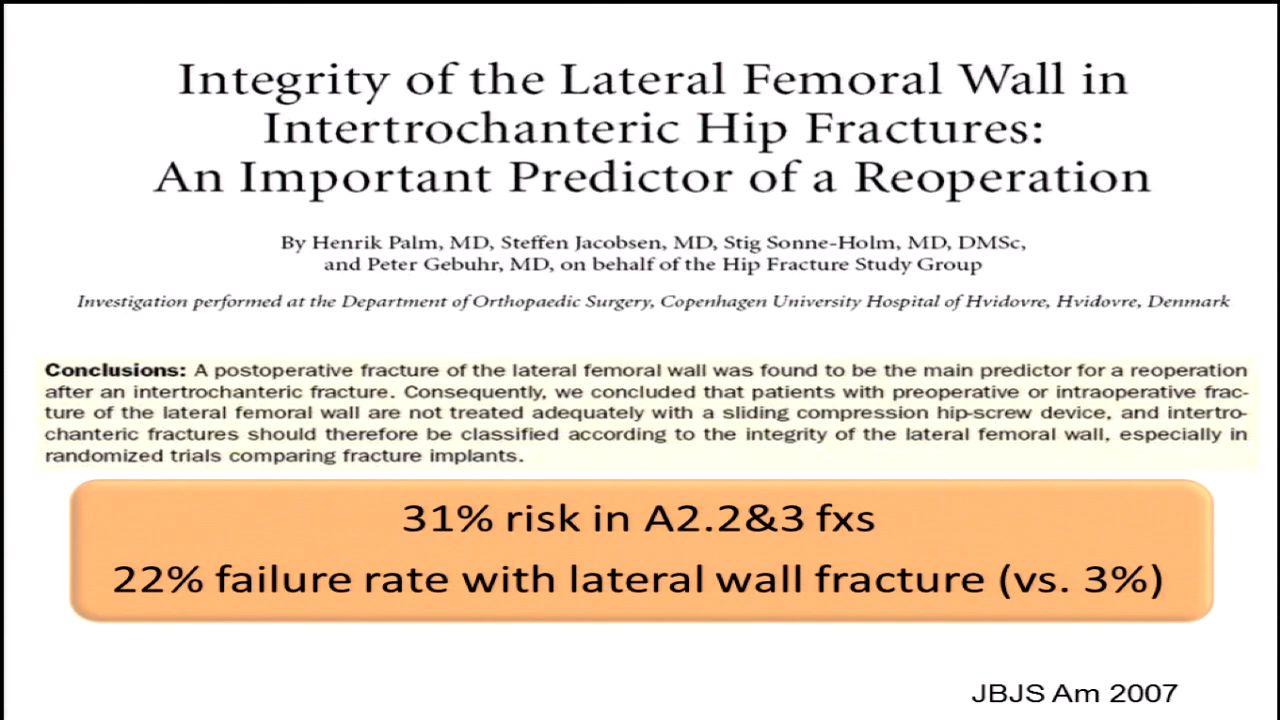 Integrity of the Lateral Femoral Wall in
Intertrochanteric Hip Fractures:
An Important Predictor of a Reoperation
By Henrik Palm, MD, Steffen Jacobsen, MD, Stig Sonne-Holm, MD, DMSc,
and Peter Gebuhr, MD, on behalf of the Hip Fracture Study Group
Investigation performed at the Department of Orthopaedic Surgery, Copenhagen University Hospital of Hvidovre, Hvidovre, Denmark
Conclusions: A postoperative fracture of the lateral femoral wall was found to be the main predictor for a reoperation
after an intertrochanteric fracture. Consequently, we concluded that patients with preoperative or intraoperative frac-
ture of the lateral femoral wall are not treated adequately with a sliding compression hip-screw device, and intertro-
chanteric fractures should therefore be classified according to the integrity of the lateral femoral wall, especially in
randomized trials comparing fracture implants.
31% risk in A2.2&3 fxs
22% failure rate with lateral wall fracture (vs. 3%)
JBJS Am 2007